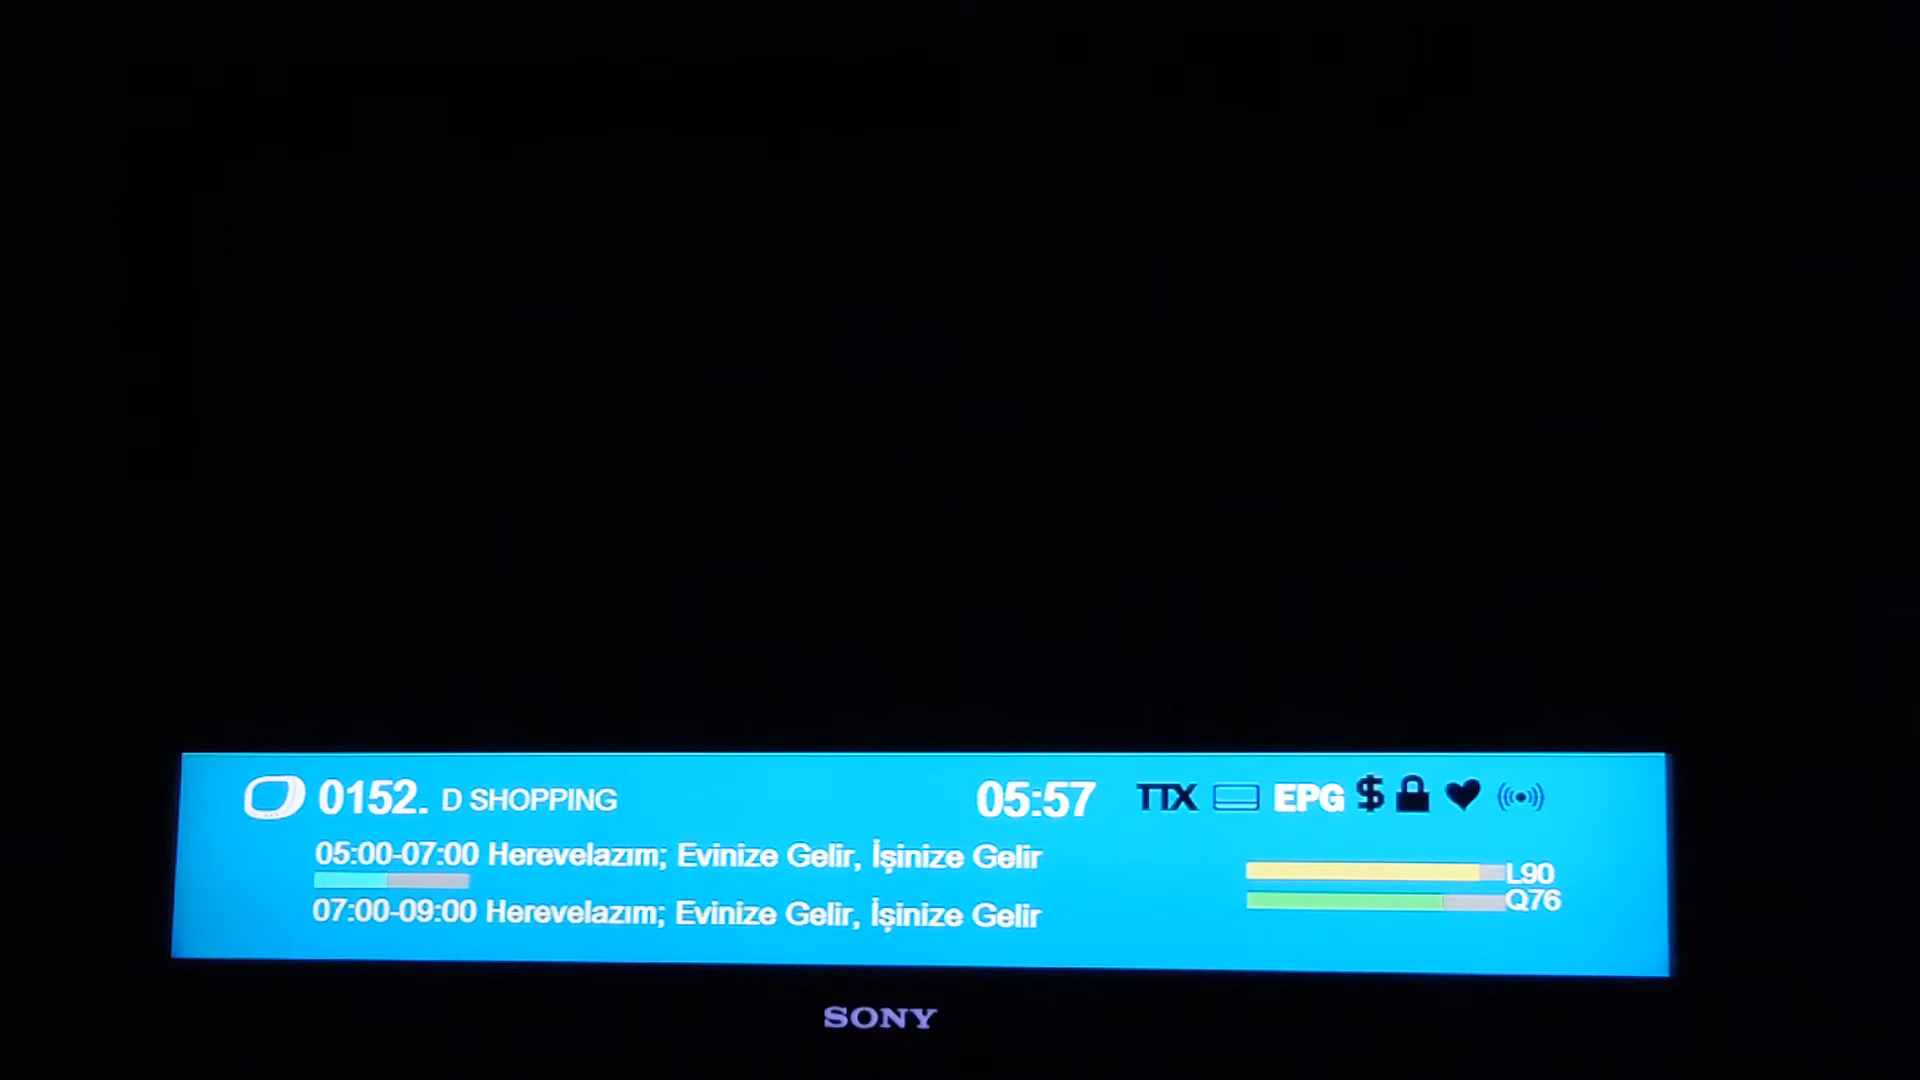 0152. D SHOPPING 05:57 TTX EPG $
05:00-07:00 Herevelazım; Evinize Gelir, İşinize Gelir
L90
Q76
07:00-09:00 Herevelazım; Evinize Gelir, İşinize Gelir
SONY